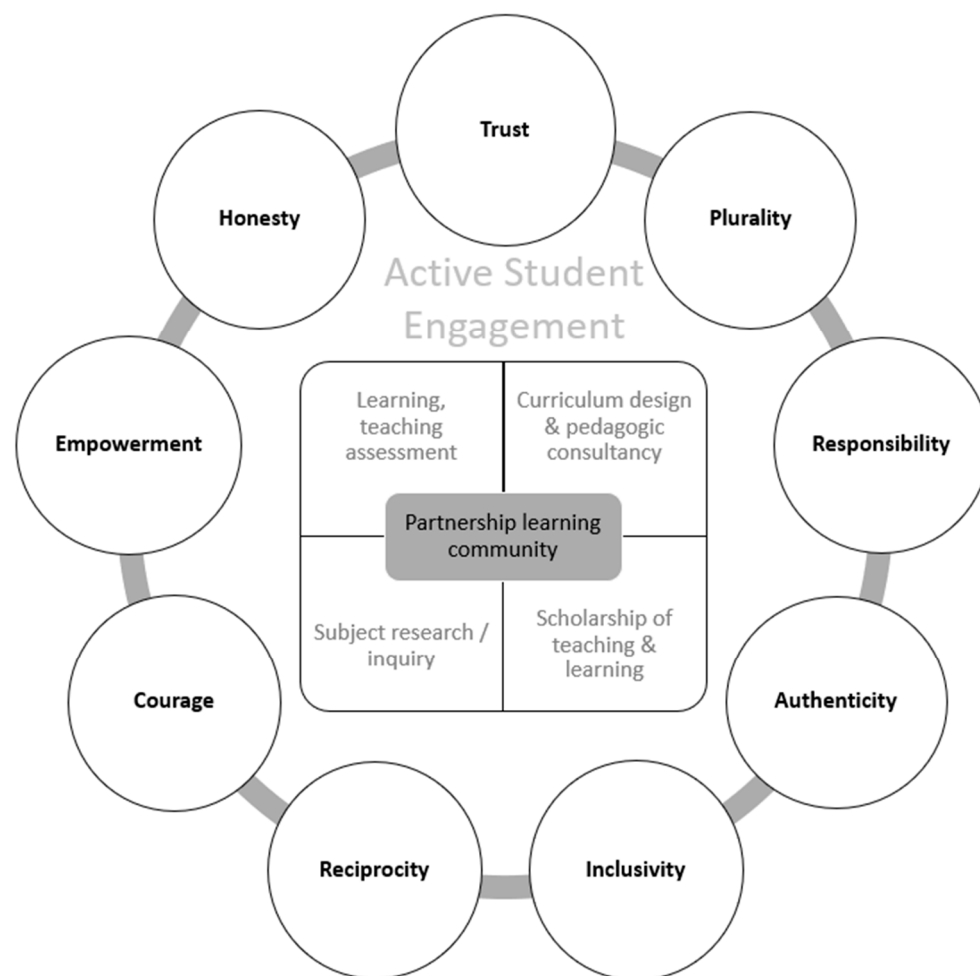 Trust
Honesty
Plurality
Active Student
Engagement
Empowerment
Responsibility
Learning,
teaching
assessment
Curriculum design
& pedagogic
consultancy
Partnership learning
community
Subject research /
inquiry
Scholarship of
teaching &
learning
Courage
Authenticity
Reciprocity
Inclusivity